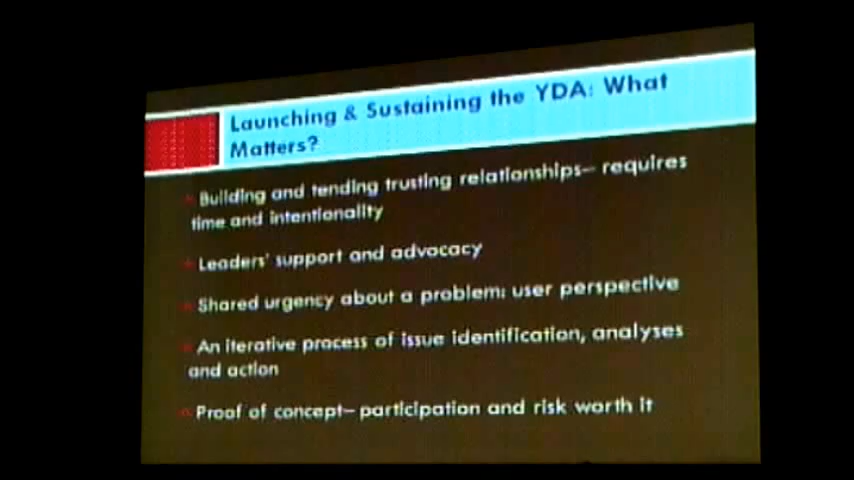 Launching & Sustaining the YDA: What
Matters?
Building and tending trusting relationships– requires
time and intentionality
Leaders' support and advocacy
Shared urgency about a problem: user perspective
An iterative process of issue identification, analyses
and action
Proof of concept– participation and risk worth it